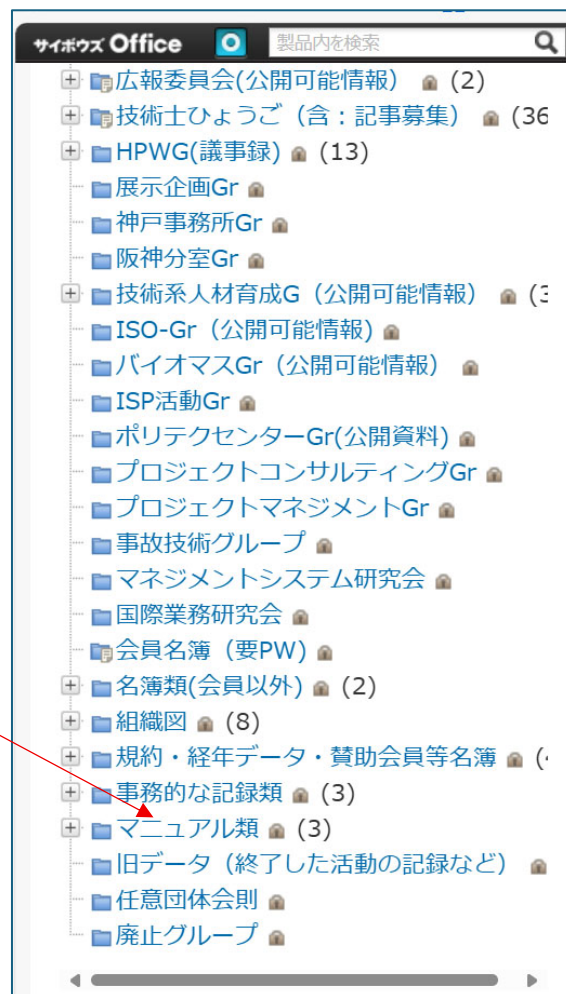 サイボウズ Office 製品内を検索
広報委員会(公開可能情報） (2)
技術士ひょうご（含：記事募集） (36
HPWG(議事録) (13)
展示企画Gr
神戸事務所Gr
阪神分室Gr
技術系人材育成G（公開可能情報） (3
ISO-Gr（公開可能情報)
バイオマスGr（公開可能情報）
ISP活動Gr
ポリテクセンターGr(公開資料)
プロジェクトコンサルティングGr
プロジェクトマネジメントGr
事故技術グループ
マネジメントシステム研究会
国際業務研究会
会員名簿（要PW)
名簿類(会員以外) (2)
組織図 (8)
規約・経年データ・賛助会員等名簿 (
事務的な記録類 (3)
マニュアル類 (3)
旧データ（終了した活動の記録など）
任意団体会則
廃止グループ